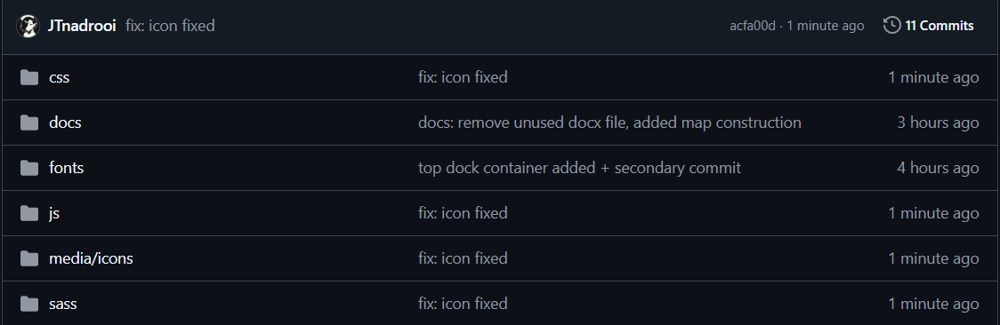 JTnadrooi fix: icon fixed acfa00d · 1 minute ago 11 Commits
css fix: icon fixed 1 minute ago
docs docs: remove unused docx file, added map construction 3 hours ago
fonts top dock container added + secondary commit 4 hours ago
js fix: icon fixed 1 minute ago
media/icons fix: icon fixed 1 minute ago
sass fix: icon fixed 1 minute ago